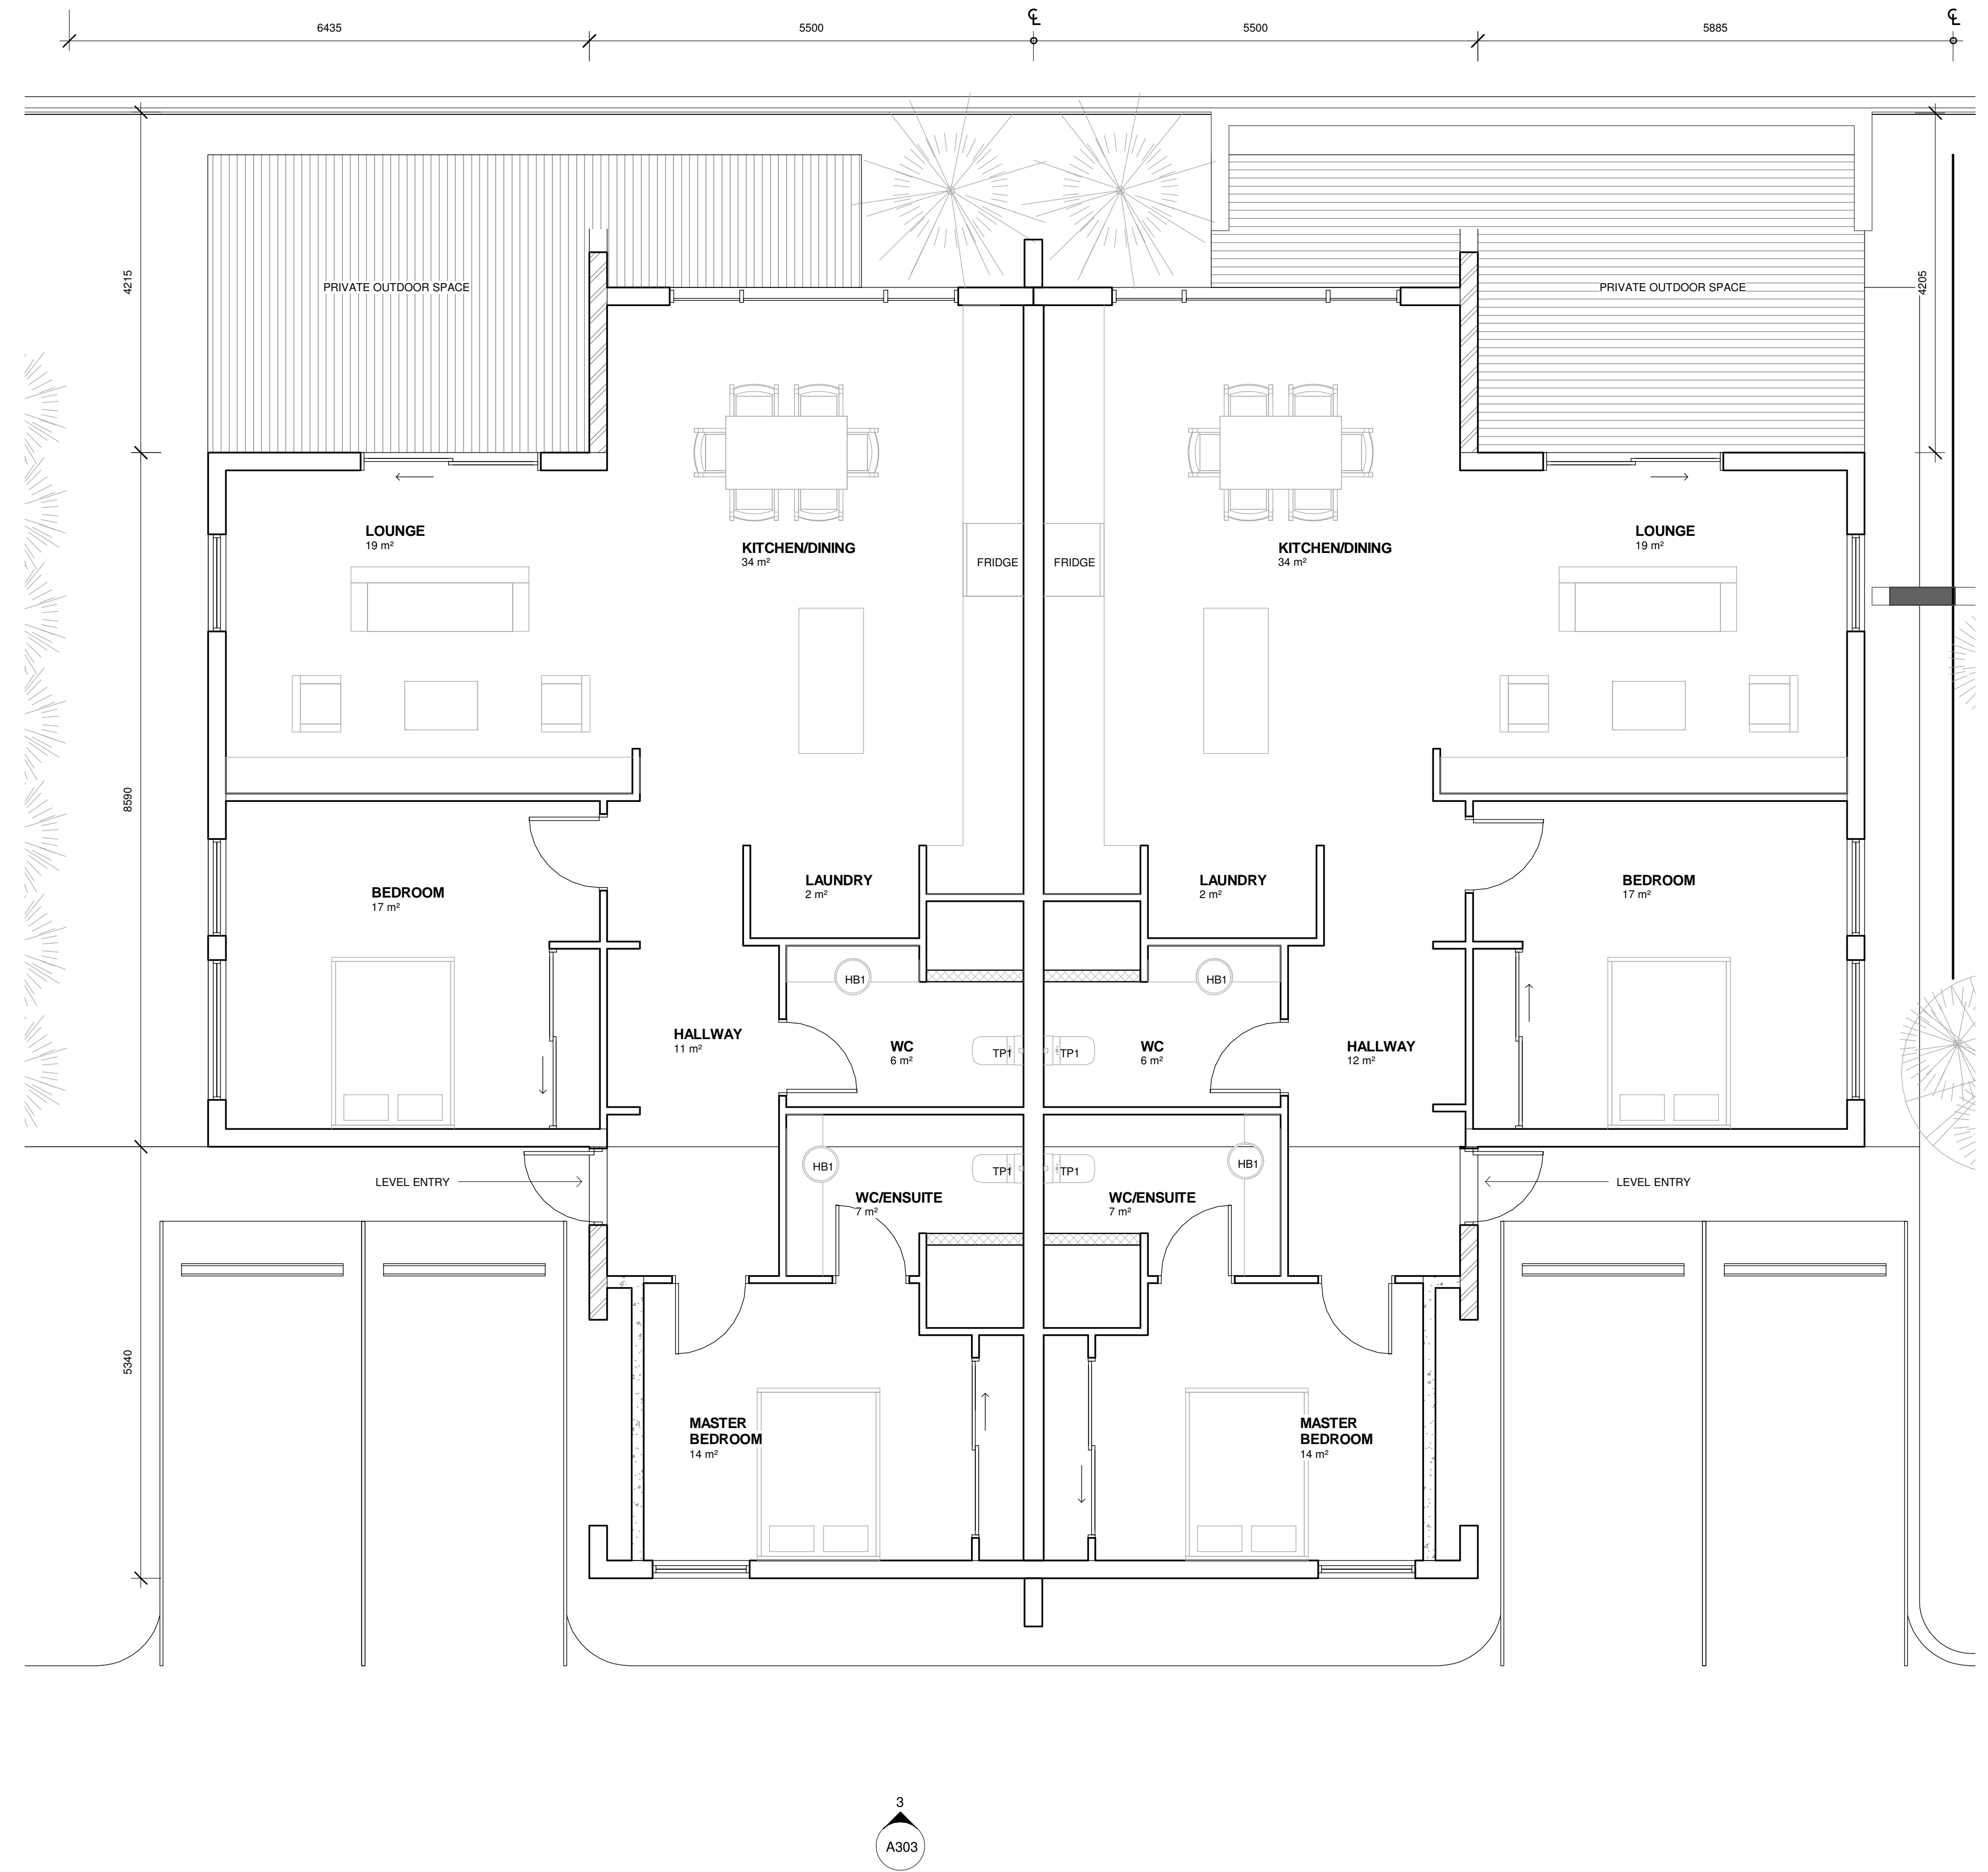 6435
5500
℄
5500
5885
℄
4215
4205
PRIVATE OUTDOOR SPACE
PRIVATE OUTDOOR SPACE
LOUNGE
19 m²
KITCHEN/DINING
34 m²
FRIDGE
FRIDGE
KITCHEN/DINING
34 m²
LOUNGE
19 m²
8590
BEDROOM
17 m²
LAUNDRY
2 m²
LAUNDRY
2 m²
BEDROOM
17 m²
HB1
HB1
HALLWAY
11 m²
WC
6 m²
TP1
TP1
WC
6 m²
HALLWAY
12 m²
HB1
TP1
TP1
HB1
LEVEL ENTRY
WC/ENSUITE
7 m²
WC/ENSUITE
7 m²
LEVEL ENTRY
5340
MASTER
BEDROOM
14 m²
MASTER
BEDROOM
14 m²
3
A303